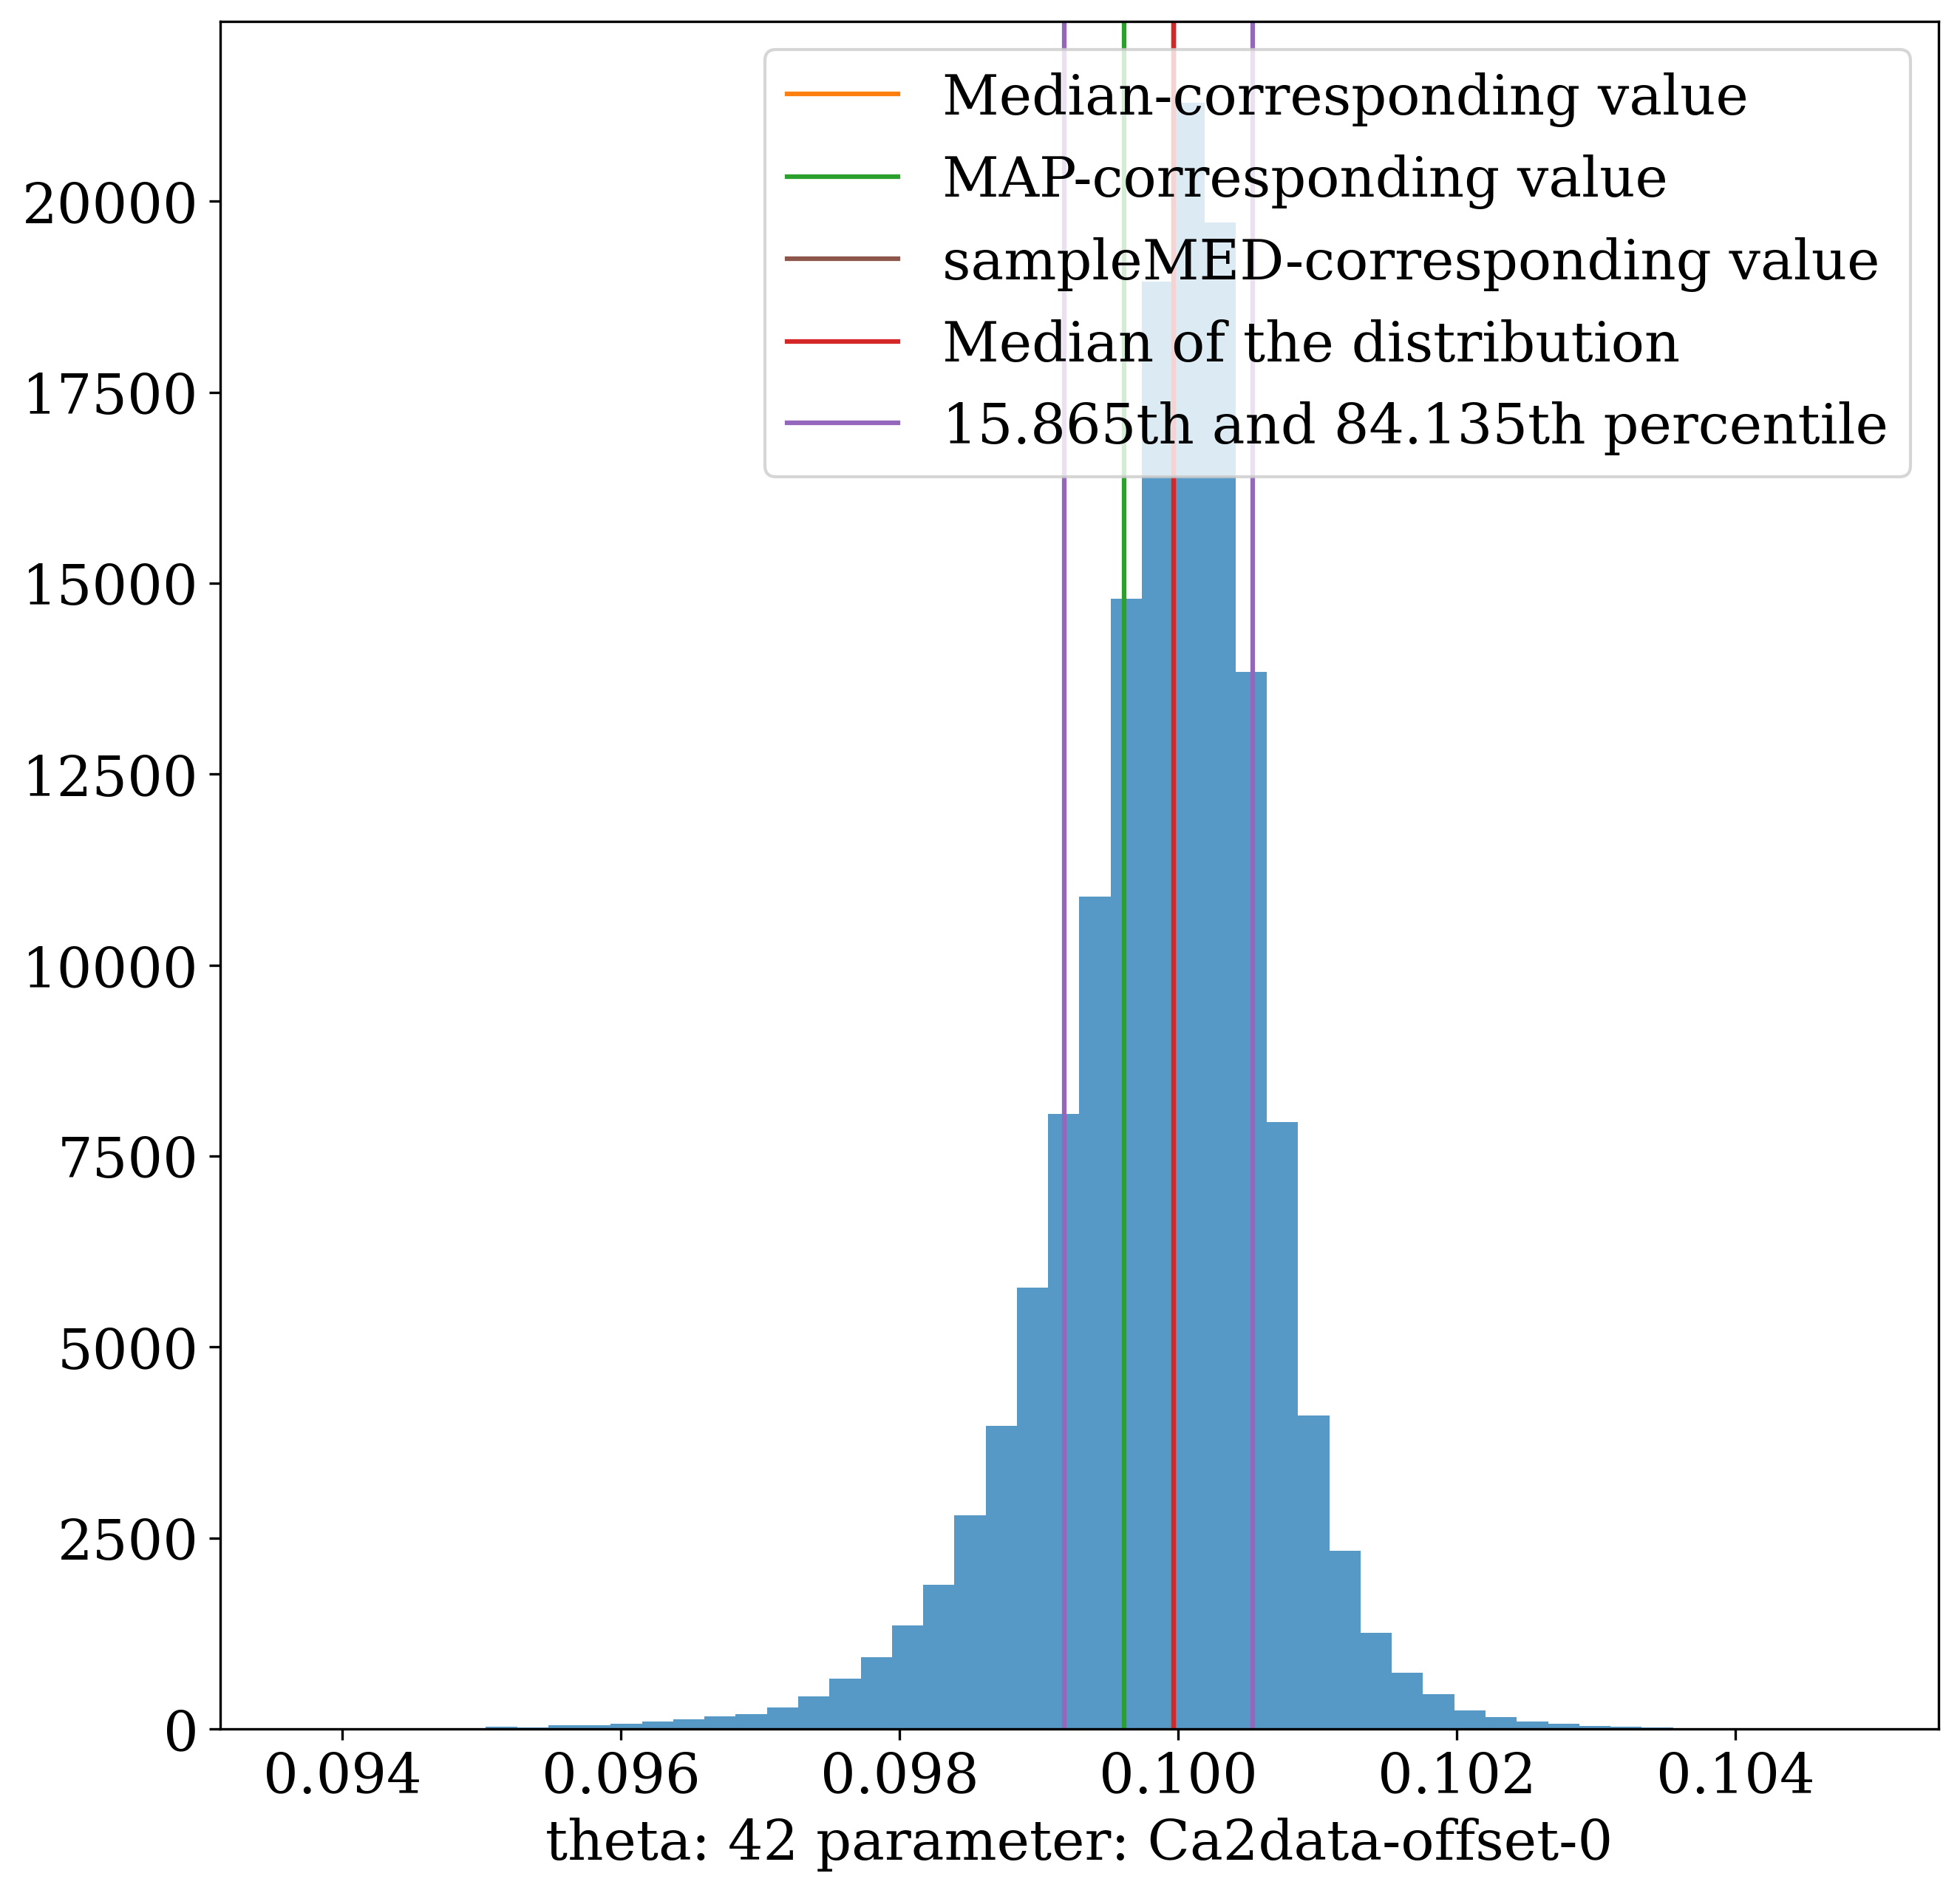 Median-corresponding value
MAP-corresponding value
sampleMED-corresponding value
Median of the distribution
15.865th and 84.135th percentile
20000
17500
15000
12500
10000
7500
5000
2500
0
0.094 0.096 0.098 0.100 0.102 0.104
theta: 42 parameter: Ca2data-offset-0